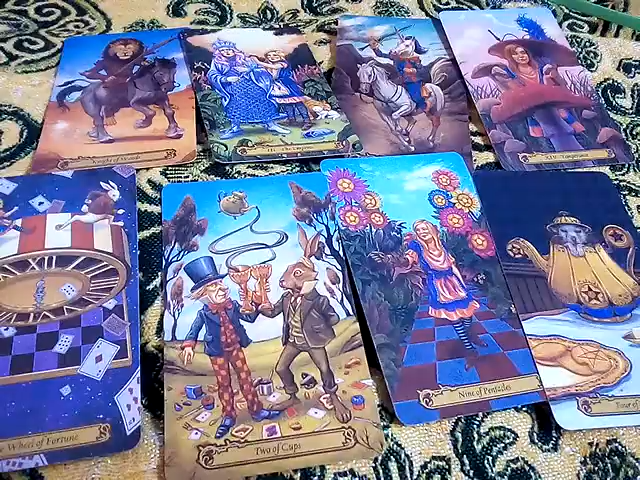 Knight of Wands
III - The Empress
XIV - Temperance
Wheel of Fortune
Two of Cups
Nine of Pentacles